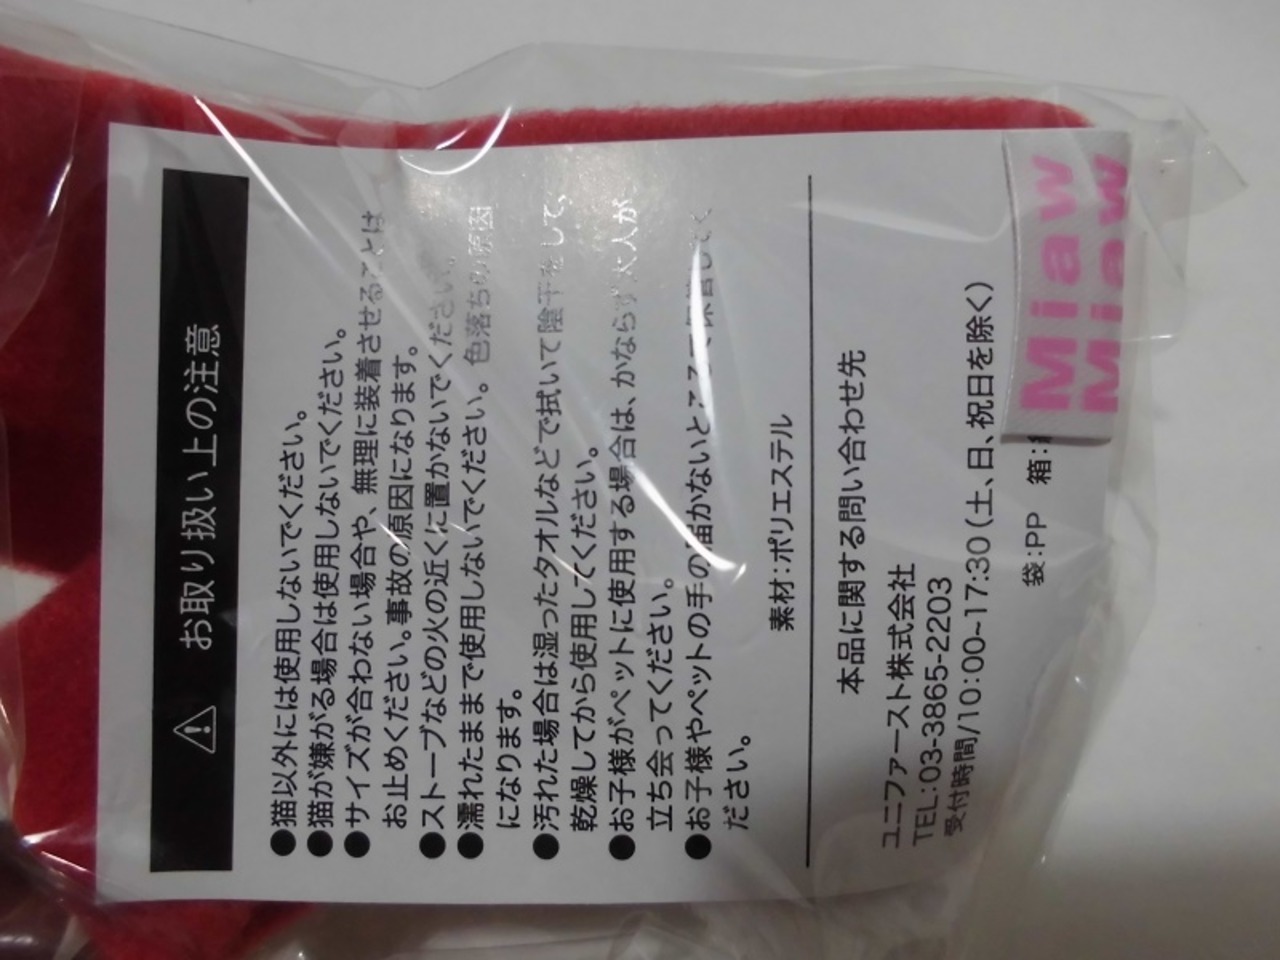 お取り扱い上の注意
●猫以外には使用しないでください。
●猫が嫌がる場合は使用しないでください。
●サイズが合わない場合や、無理に装着させることは
お止めください。事故の原因になります。
●ストーブなどの火の近くに置かないでください。
●濡れたままで使用しないでください。色落ちの原因
になります。
●汚れた場合は湿ったタオルなどで拭いて陰干をして、
乾燥してから使用してください。
●お子様がペットに使用する場合は、かならず大人が
立ち会ってください。
●お子様やペットの手の届かないところで保管して
ください。
素材:ポリエステル
本品に関する問い合わせ先
ユニファースト株式会社
TEL:03-3865-2203
受付時間/10:00~17:30(土、日、祝日を除く)
袋:PP 箱:
Miaw
Miaw